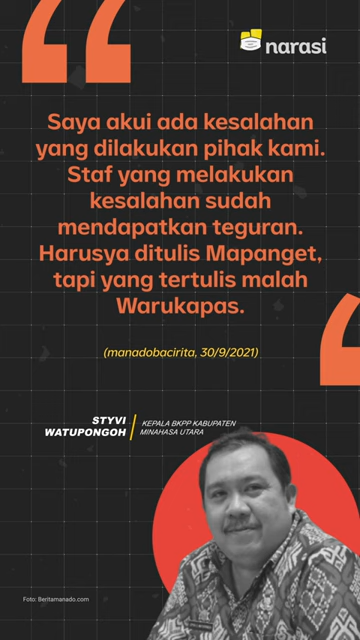 narasi
Saya akui ada kesalahan
yang dilakukan pihak kami.
Staf yang melakukan
kesalahan sudah
mendapatkan teguran.
Harusya ditulis Mapanget,
tapi yang tertulis malah
Warukapas.
(manadobacirita, 30/9/2021)
STYVI
WATUPONGOH
KEPALA BKPP KABUPATEN
MINAHASA UTARA
Foto: Beritamanado.com